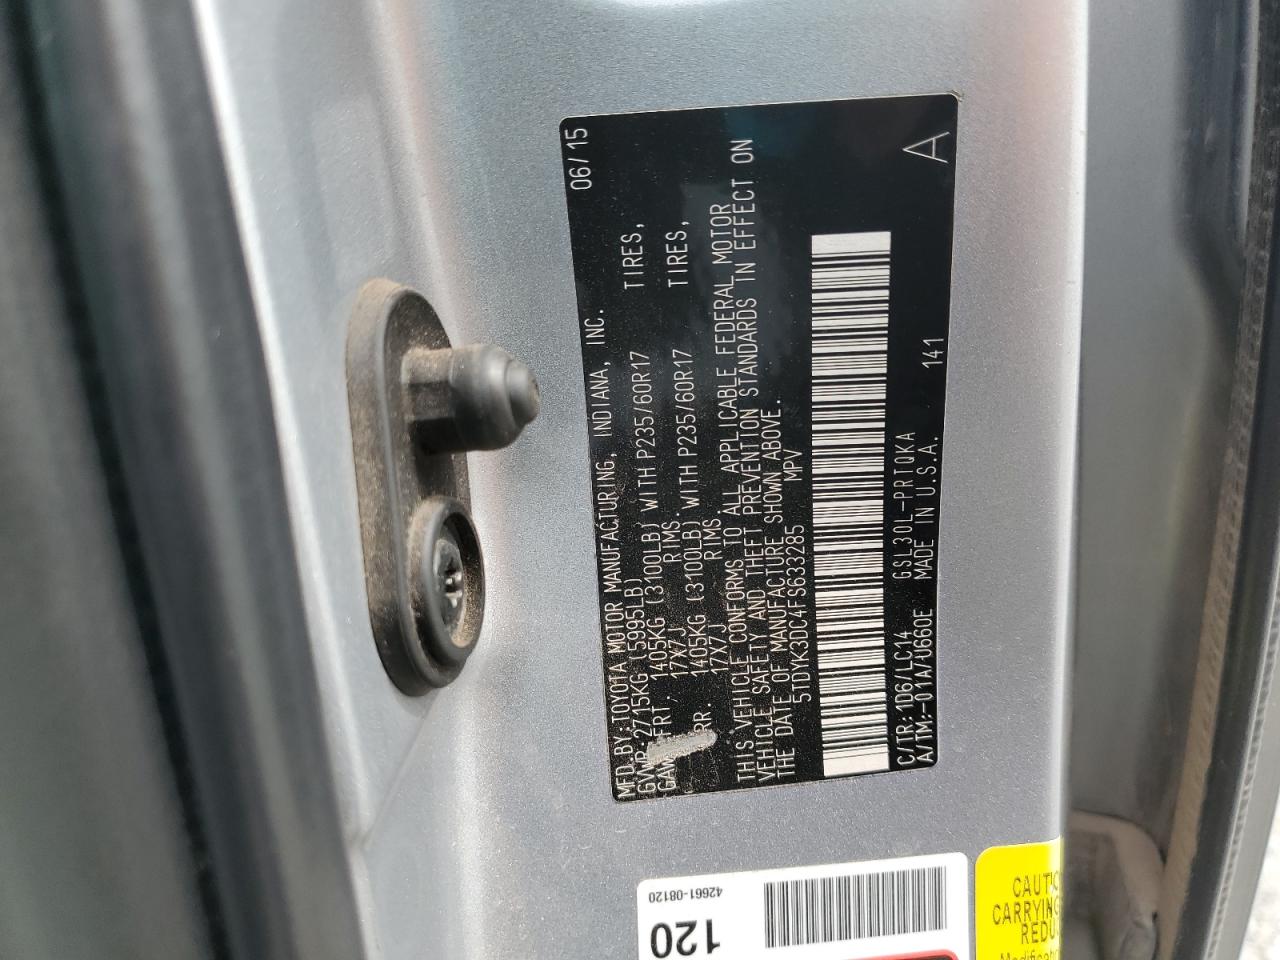 MFD.BY:TOYOTA MOTOR MANUFACTURING, INDIANA, INC. 06/15
GVWR 2715KG (5995LB)
FRT. 1405KG (3100LB) WITH P235/60R17 TIRES,
17X7J RIMS.
RR. 1405KG (3100LB) WITH P235/60R17 TIRES,
17X7J RIMS
THIS VEHICLE CONFORMS TO ALL APPLICABLE FEDERAL MOTOR
VEHICLE SAFETY AND THEFT PREVENTION STANDARDS IN EFFECT ON
THE DATE OF MANUFACTURE SHOWN ABOVE.
5TDYK3DC4FS633285 MPV
C/TR:1D6/LC14 GSL30L-PRTQKA 141
A/TM:-01A/U660E MADE IN U.S.A.
A
42661-08120
120
CARRYING